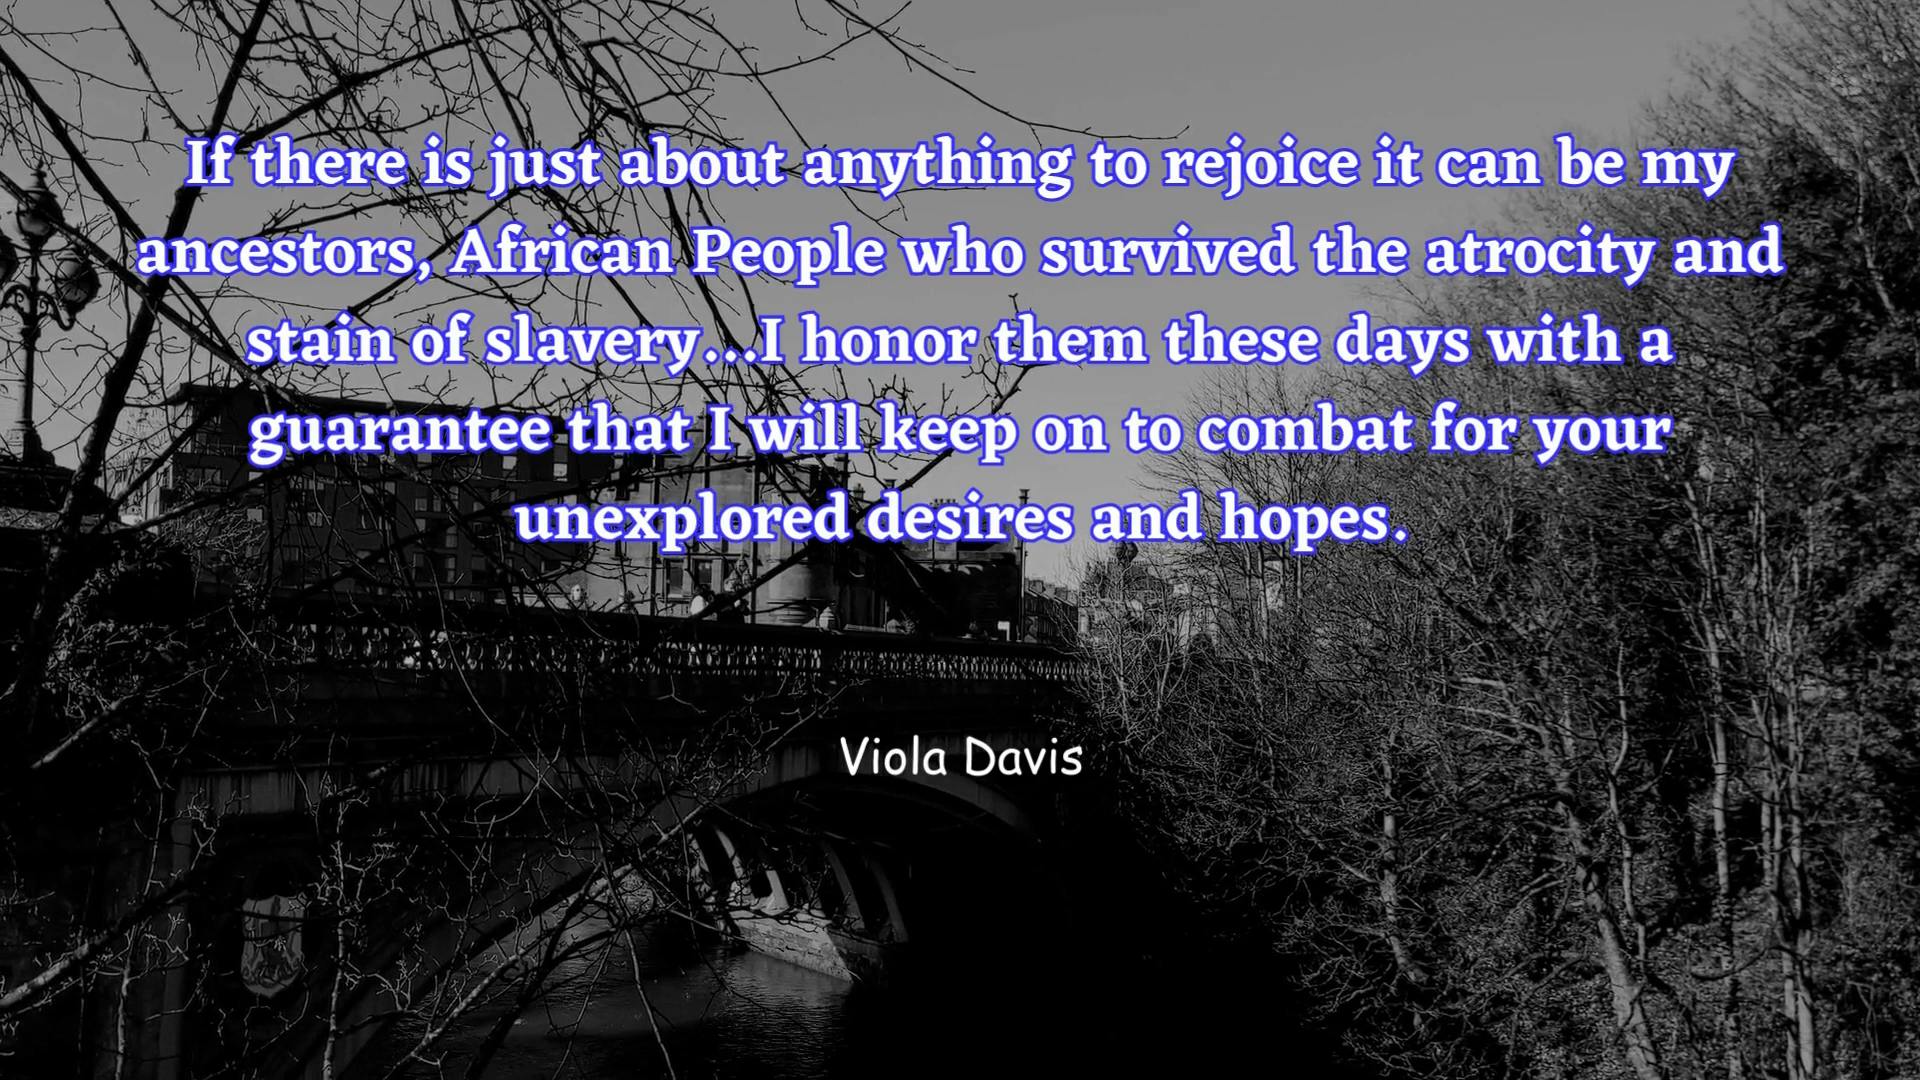 If there is just about anything to rejoice it can be my
ancestors, African People who survived the atrocity and
stain of slavery...I honor them these days with a
guarantee that I will keep on to combat for your
unexplored desires and hopes.
Viola Davis